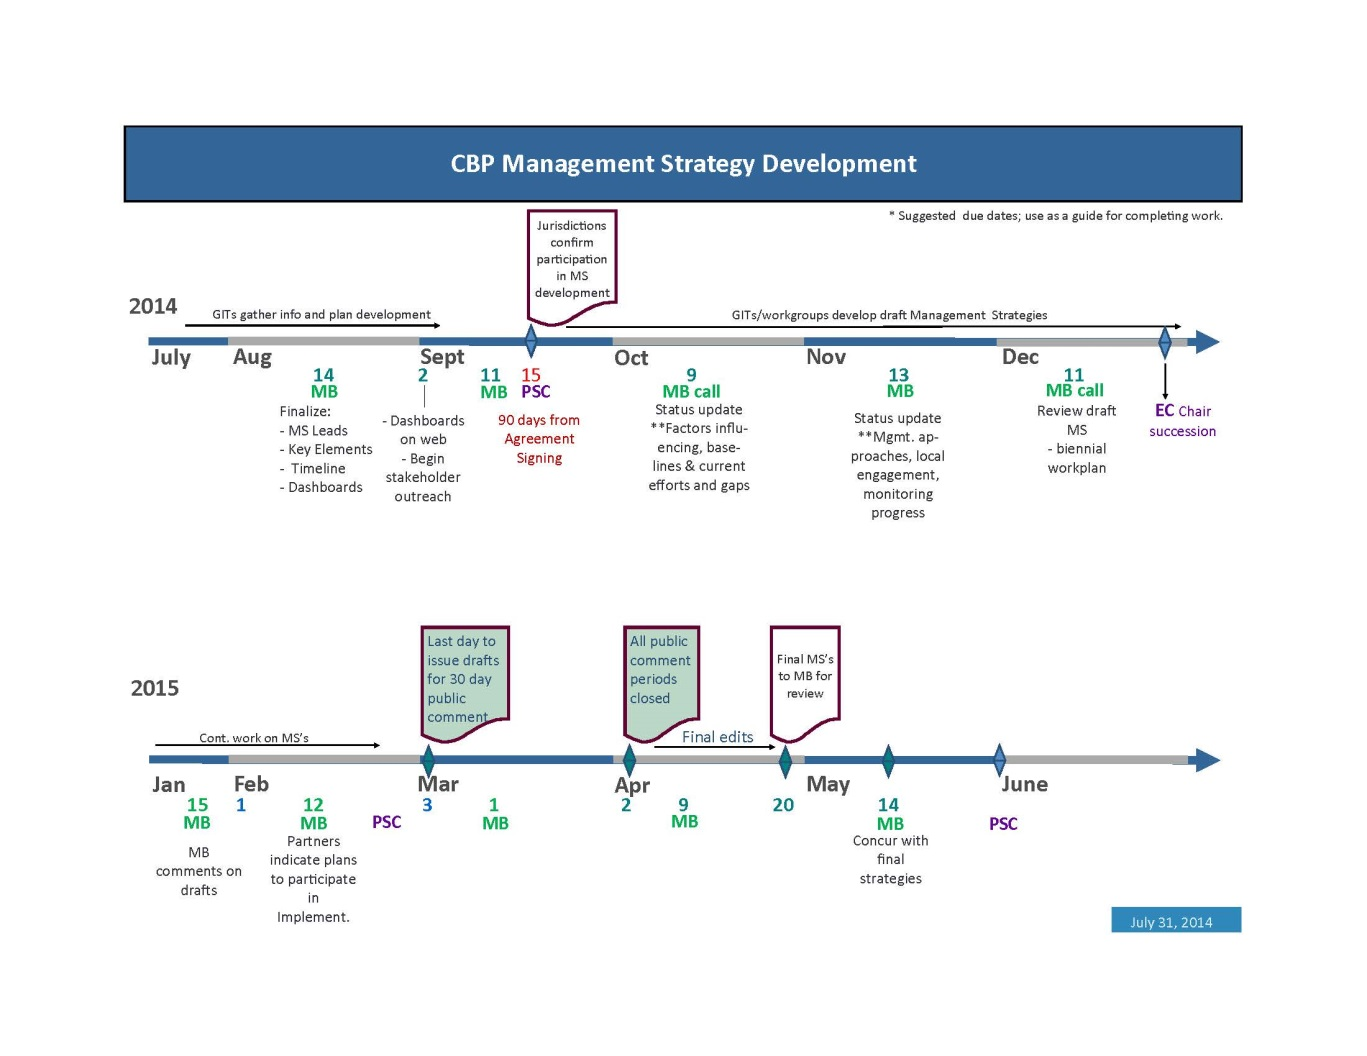 CBP Management Strategy Development
* Suggested  due dates; use as a guide for completing work.
Jurisdictions
confirm
participation
in MS
development
2014
GITs gather info and plan development
GITs/workgroups develop draft Management  Strategies
July
Aug
Sept
Oct
Nov
Dec
14
MB
Finalize:
- MS Leads
- Key Elements
-  Timeline
- Dashboards
2
- Dashboards
on web
- Begin
stakeholder
outreach
11
MB
15
PSC
90 days from
Agreement
Signing
9
MB call
Status update
**Factors influ-
encing, base-
lines & current
efforts and gaps
13
MB
Status update
**Mgmt. ap-
proaches, local
engagement,
monitoring
progress
11
MB call
Review draft
MS
- biennial
workplan
EC Chair
succession
2015
Last day to
issue drafts
for 30 day
public
comment
All public
comment
periods
closed
Final MS's
to MB for
review
Cont. work on MS's
Final edits
Jan
Feb
Mar
Apr
May
June
15
MB
MB
comments on
drafts
1
12
MB
Partners
indicate plans
to participate
in
Implement.
PSC
3
1
MB
2
9
MB
20
14
MB
Concur with
final
strategies
PSC
July 31, 2014